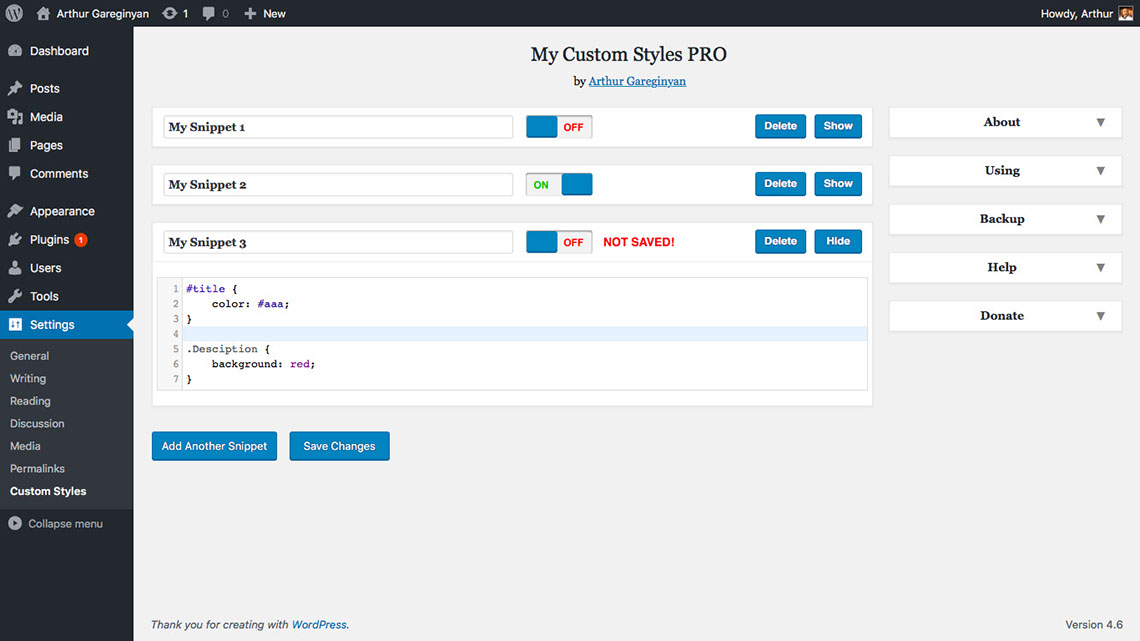 Arthur Gareginyan 1 0 New Howdy, Arthur
Dashboard
Posts
Media
Pages
Comments
Appearance
Plugins 1
Users
Tools
Settings
General
Writing
Reading
Discussion
Media
Permalinks
Custom Styles
Collapse menu
My Custom Styles PRO
by Arthur Gareginyan
My Snippet 1 OFF Delete Show
My Snippet 2 ON Delete Show
My Snippet 3 OFF NOT SAVED! Delete Hide
1 #title {
2     color: #aaa;
3 }
4
5 .Desciption {
6     background: red;
7 }
Add Another Snippet Save Changes
About ▼
Using ▼
Backup ▼
Help ▼
Donate ▼
Thank you for creating with WordPress. Version 4.6